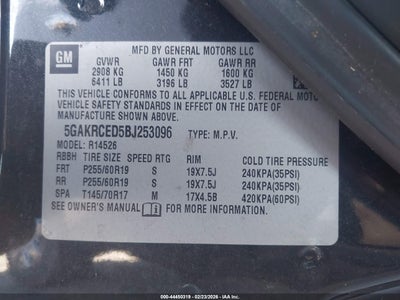 GM
MFD BY GENERAL MOTORS LLC
GVWR GAWR FRT GAWR RR
2908 KG 1450 KG 1600 KG
6411 LB 3196 LB 3527 LB
THIS VEHICLE CONFORMS TO ALL APPLICABLE
U.S. FEDERAL MOTOR VEHICLE SAFETY AND
THEFT PREVENTION STANDARDS IN EFFECT ON THE DATE OF
MANUFACTURE SHOWN ABOVE.
5GAKRCED5BJ253096 TYPE: M.P.V.
MODEL: R14526
RBBH TIRE SIZE SPEED RTG RIM COLD TIRE PRESSURE
FRT P255/60R19 S 19X7.5J 240KPA(35PSI)
RR P255/60R19 S 19X7.5J 240KPA(35PSI)
SPA T145/70R17 M 17X4.5B 420KPA(60PSI)
SEE OWNER'S MANUAL FOR MORE INFORMATION.
000-44450319 - 02/23/2026 - IAA Inc.